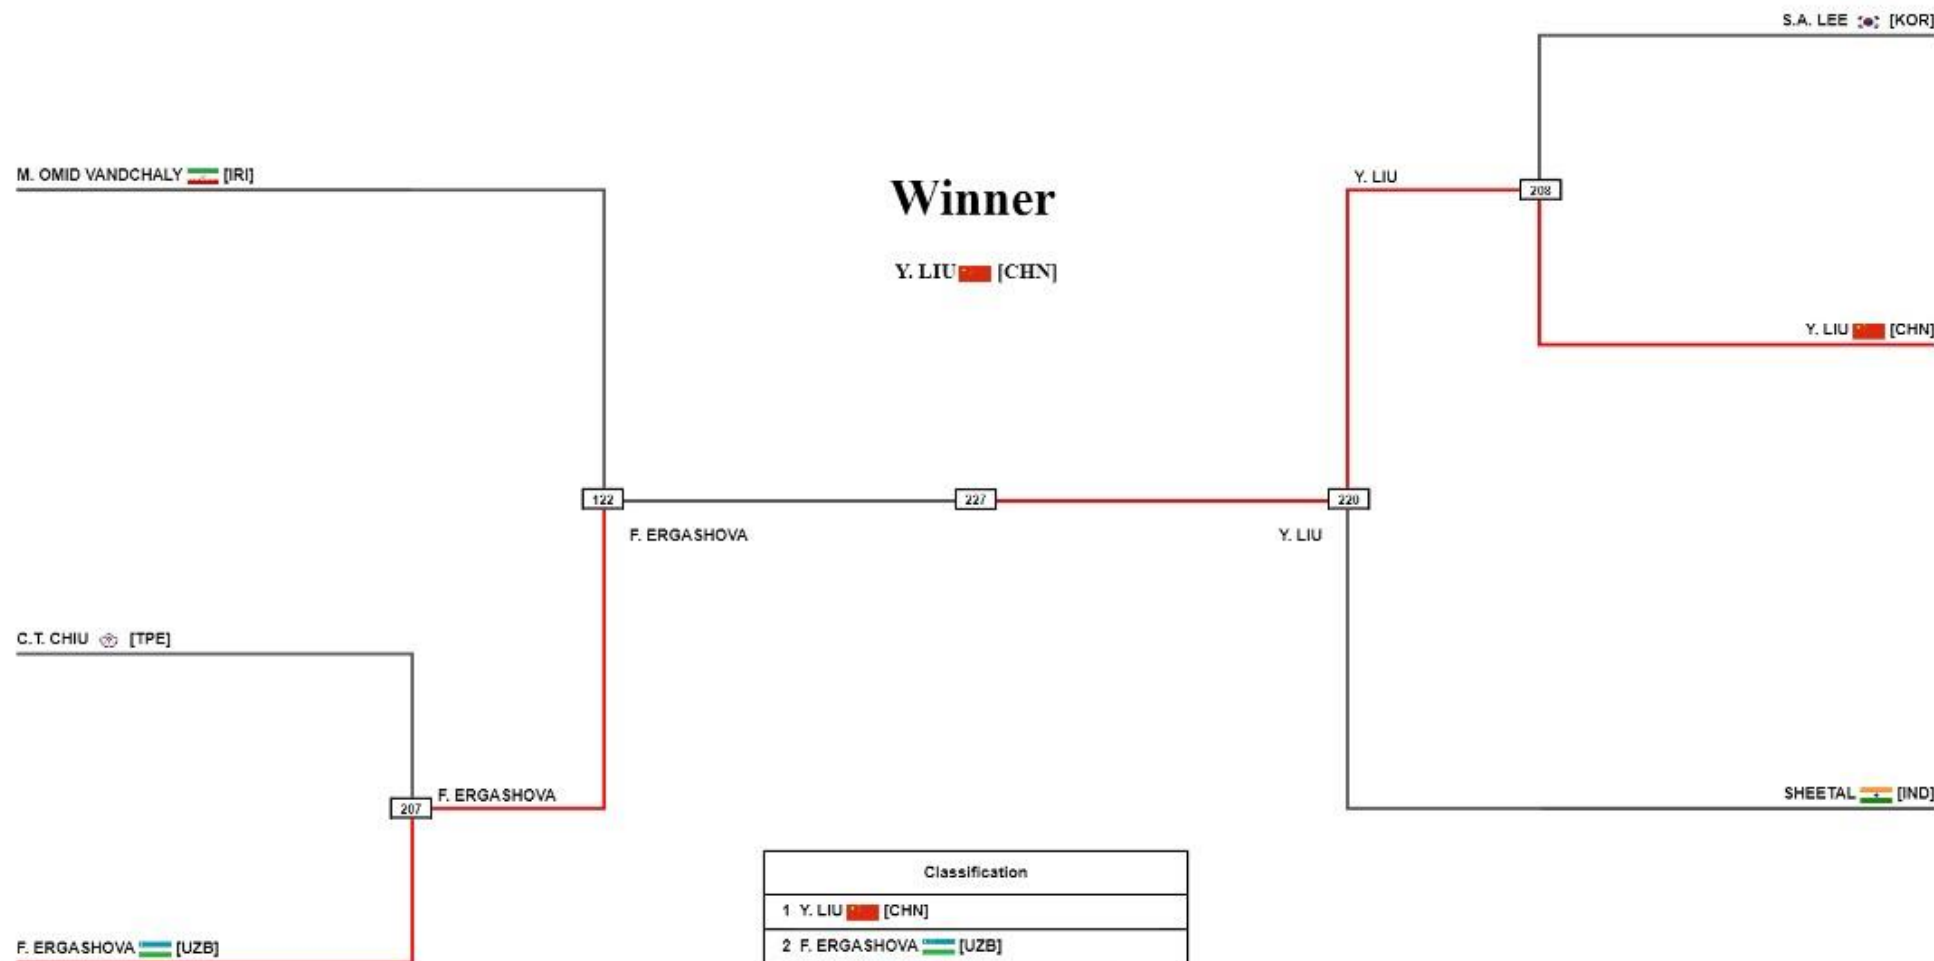 S.A. LEE [KOR]
M. OMID VANDCHALY [IRI]
Winner
Y. LIU
208
Y. LIU [CHN]
Y. LIU [CHN]
122
227
220
F. ERGASHOVA
Y. LIU
C.T. CHIU [TPE]
F. ERGASHOVA
207
SHEETAL [IND]
Classification
1 Y. LIU [CHN]
2 F. ERGASHOVA [UZB]
F. ERGASHOVA [UZB]